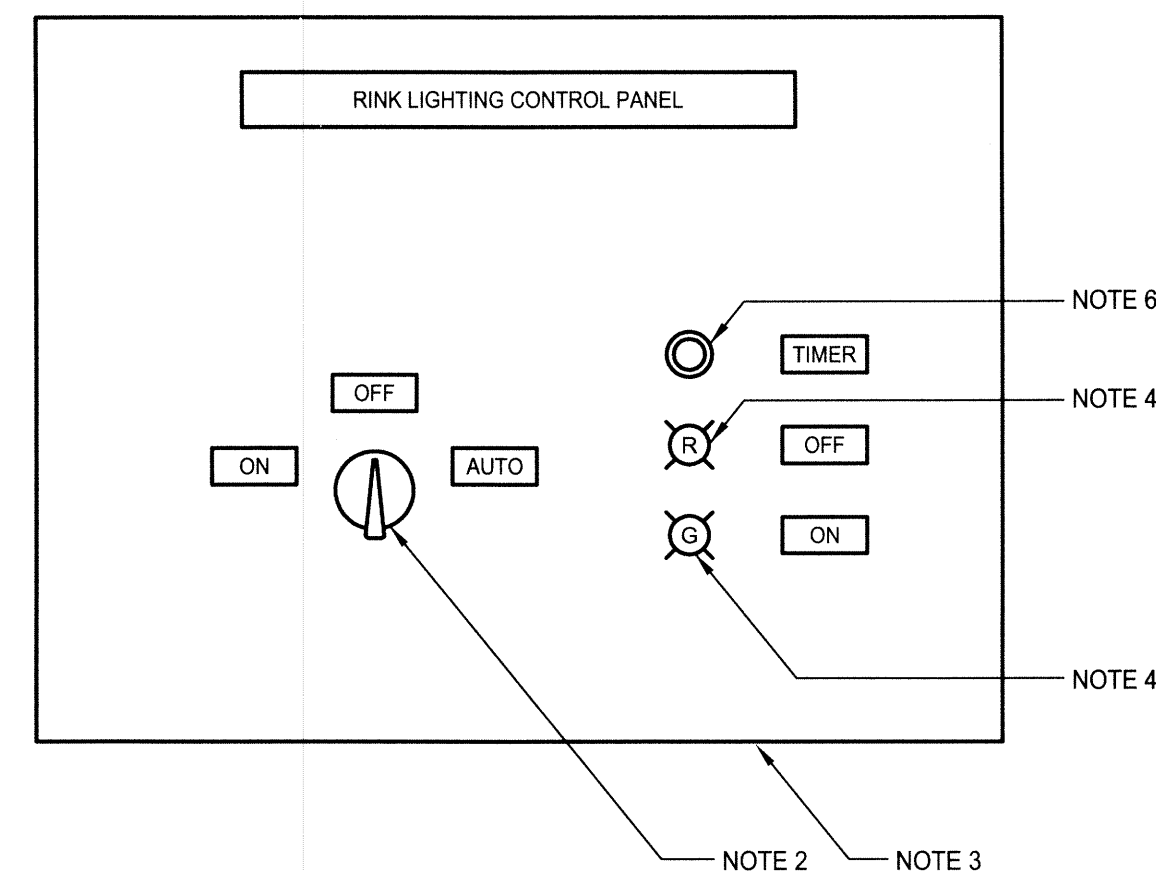 RINK LIGHTING CONTROL PANEL
NOTE 6
TIMER
NOTE 4
OFF
R
OFF
ON
AUTO
G
ON
NOTE 4
NOTE 2
NOTE 3